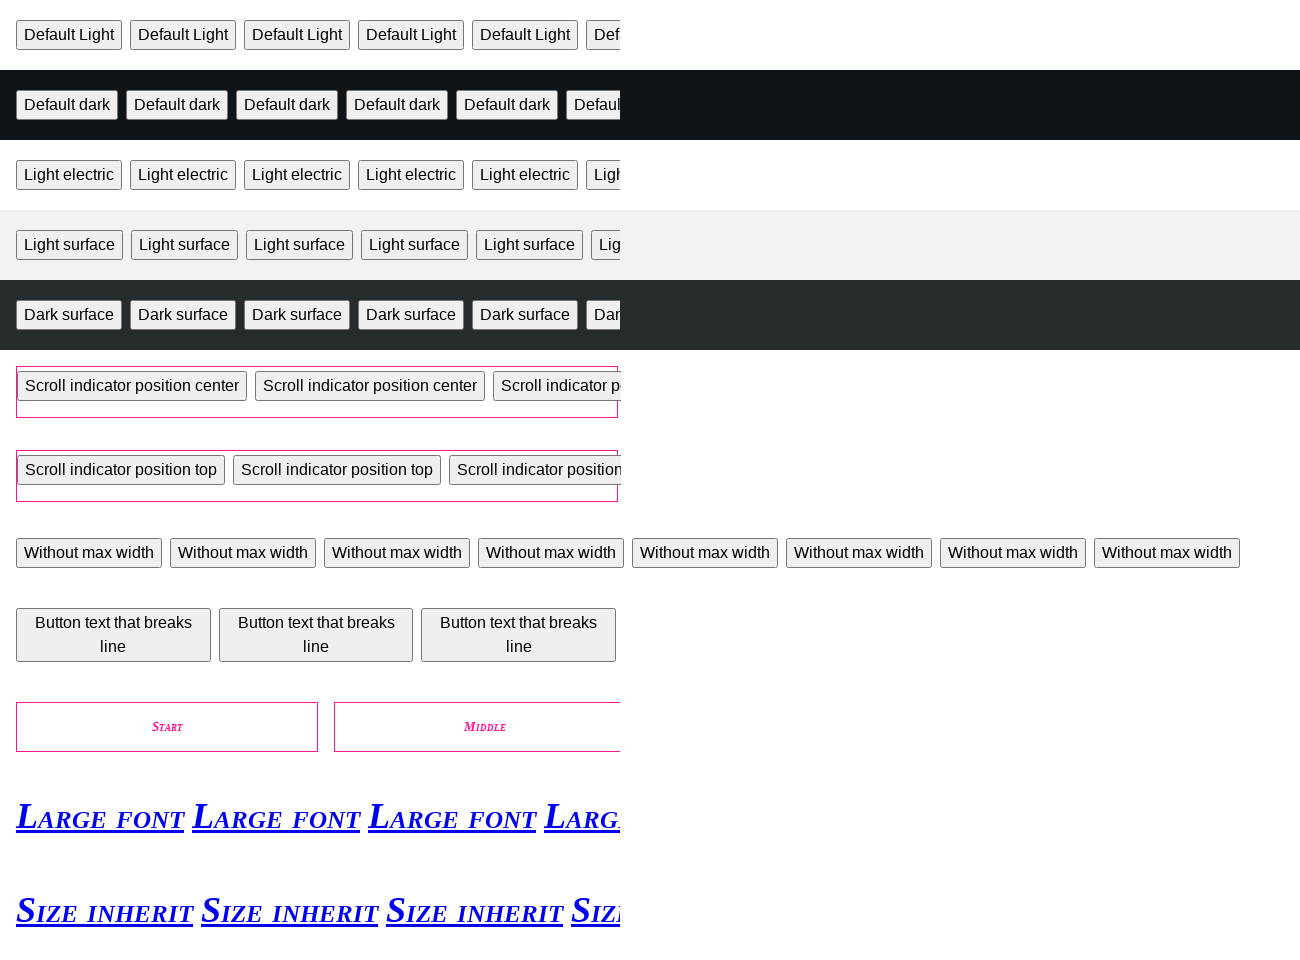 Default Light Default Light Default Light Default Light Default Light Defa
Default dark Default dark Default dark Default dark Default dark Defaul
Light electric Light electric Light electric Light electric Light electric Ligh
Light surface Light surface Light surface Light surface Light surface Lig
Dark surface Dark surface Dark surface Dark surface Dark surface Dar
Scroll indicator position center Scroll indicator position center Scroll indicator po
Scroll indicator position top Scroll indicator position top Scroll indicator position
Without max width Without max width Without max width Without max width Without max width Without max width Without max width Without max width
Button text that breaks line Button text that breaks line Button text that breaks line
Start Middle
Large font Large font Large font Larg
Size inherit Size inherit Size inherit Siz